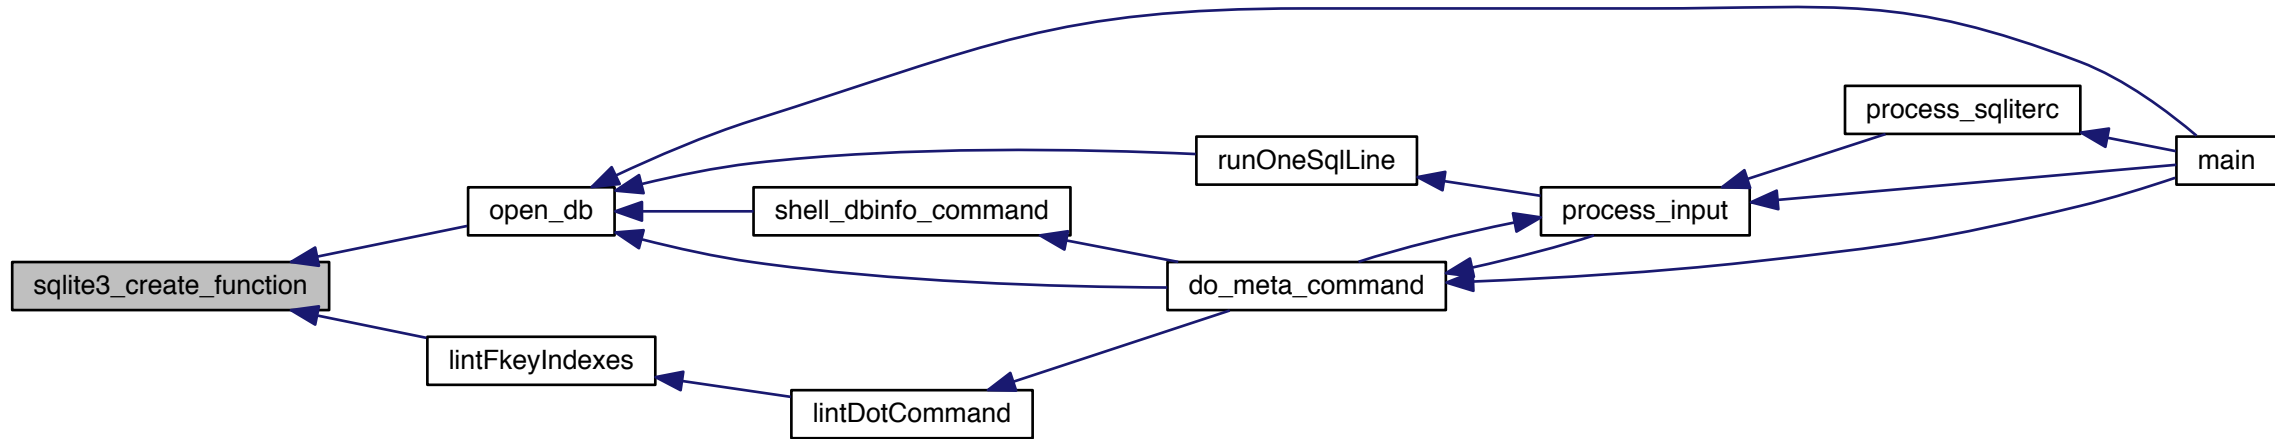 sqlite3_create_function
open_db
lintFkeyIndexes
shell_dbinfo_command
lintDotCommand
runOneSqlLine
do_meta_command
process_input
process_sqliterc
main